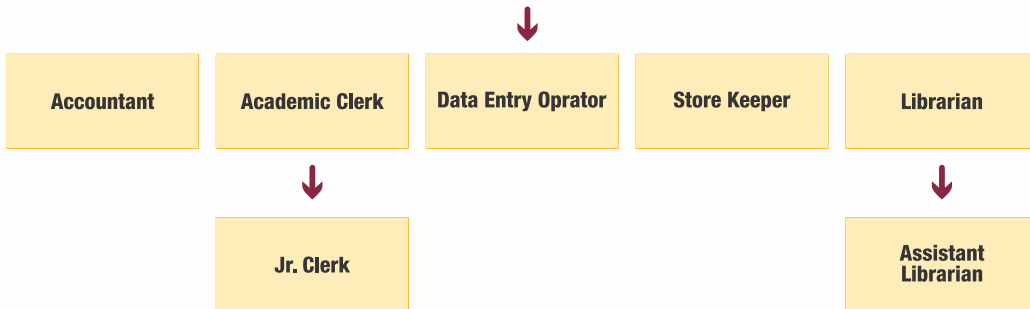 Accountant
Academic Clerk
Data Entry Oprator
Store Keeper
Librarian
Jr. Clerk
Assistant
Librarian